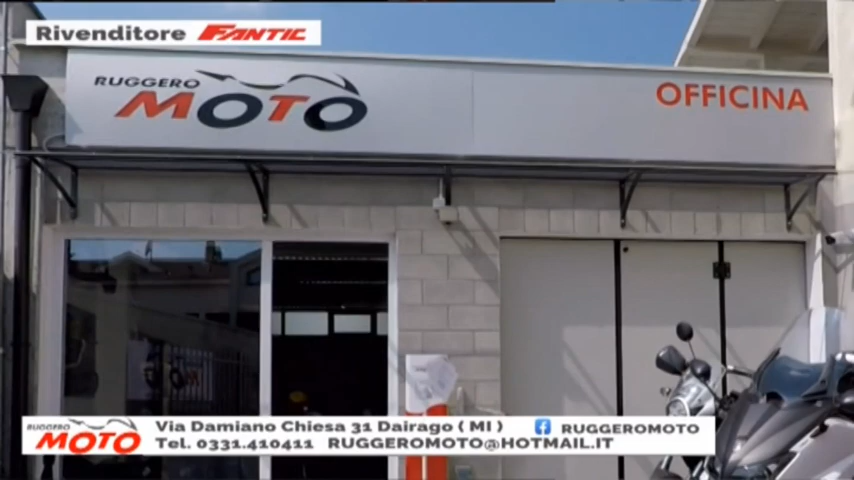 Rivenditore FANTIC
RUGGERO
MOTO
OFFICINA
RUGGERO
MOTO
Via Damiano Chiesa 31 Dairago ( MI )
Tel. 0331.410411 RUGGEROMOTO@HOTMAIL.IT
RUGGEROMOTO